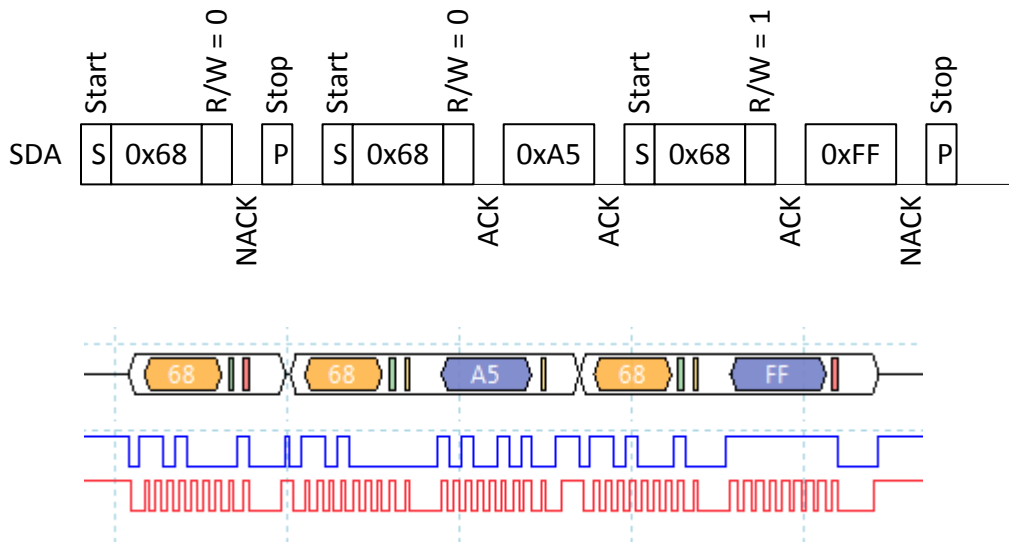 Start R/W = 0 Stop Start R/W = 0 Start R/W = 1 Stop
SDA S 0x68 P S 0x68 0xA5 S 0x68 0xFF P
NACK ACK ACK ACK NACK
68 68 A5 68 FF